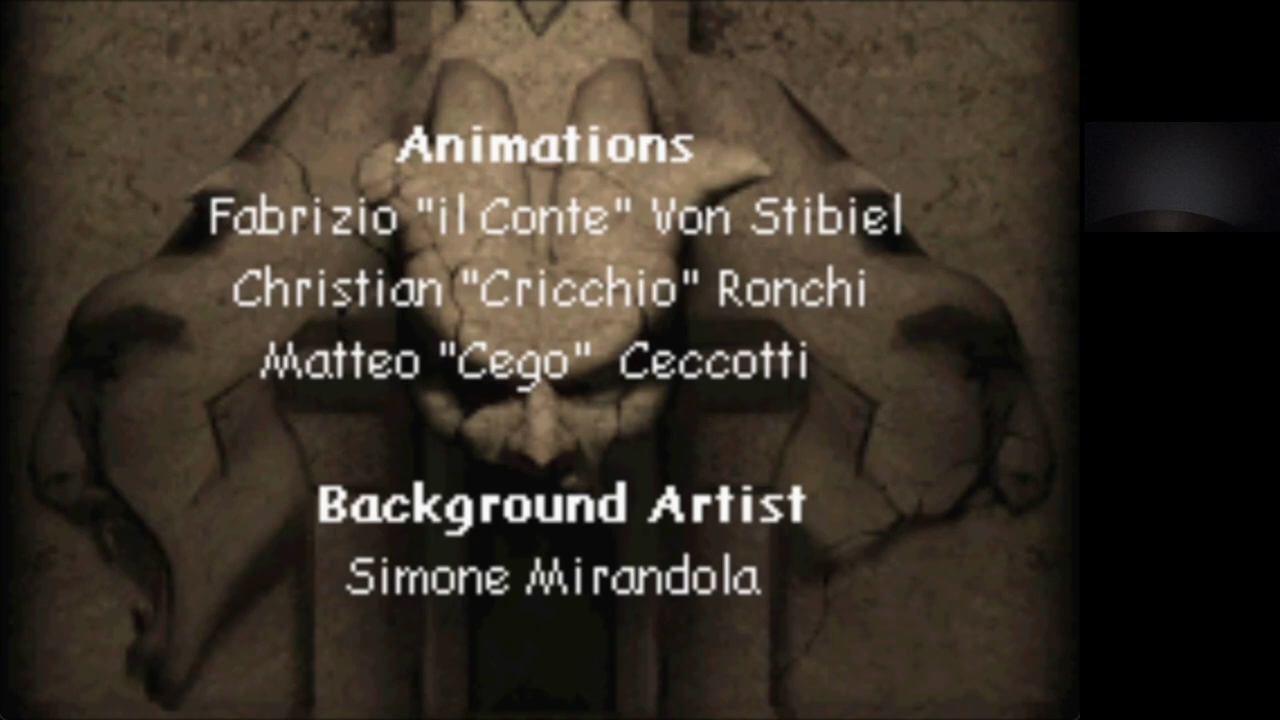 Animations
Fabrizio "il Conte" Von Stibiel
Christian "Cricchio" Ronchi
Matteo "Cego" Ceccotti
Background Artist
Simone Mirandola